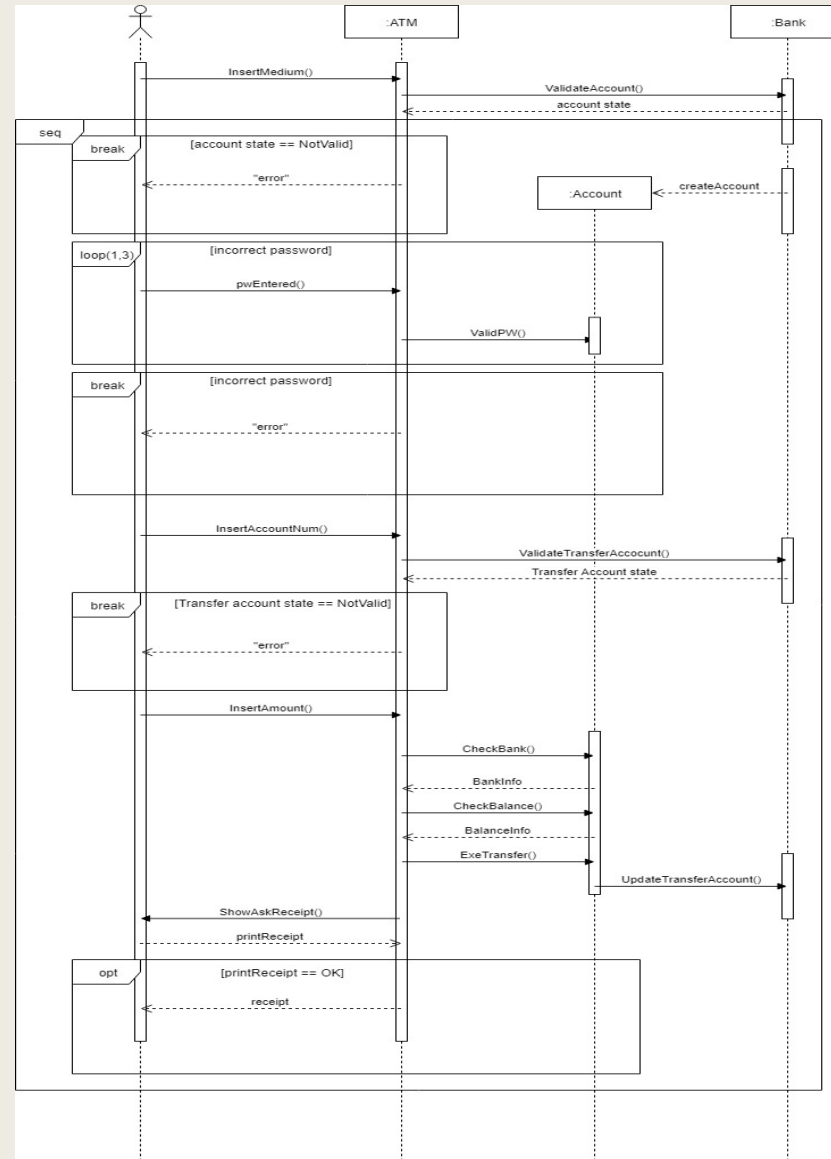 :ATM
:Bank
InsertMedium()
ValidateAccount()
account state
seq
break
[account state == NotValid]
"error"
createAccount
:Account
loop(1,3)
[incorrect password]
pwEntered()
ValidPW()
break
[incorrect password]
"error"
InsertAccountNum()
ValidateTransferAccocunt()
Transfer Account state
break
[Transfer account state == NotValid]
"error"
InsertAmount()
CheckBank()
BankInfo
CheckBalance()
BalanceInfo
ExeTransfer()
UpdateTransferAccount()
ShowAskReceipt()
printReceipt
opt
[printReceipt == OK]
receipt